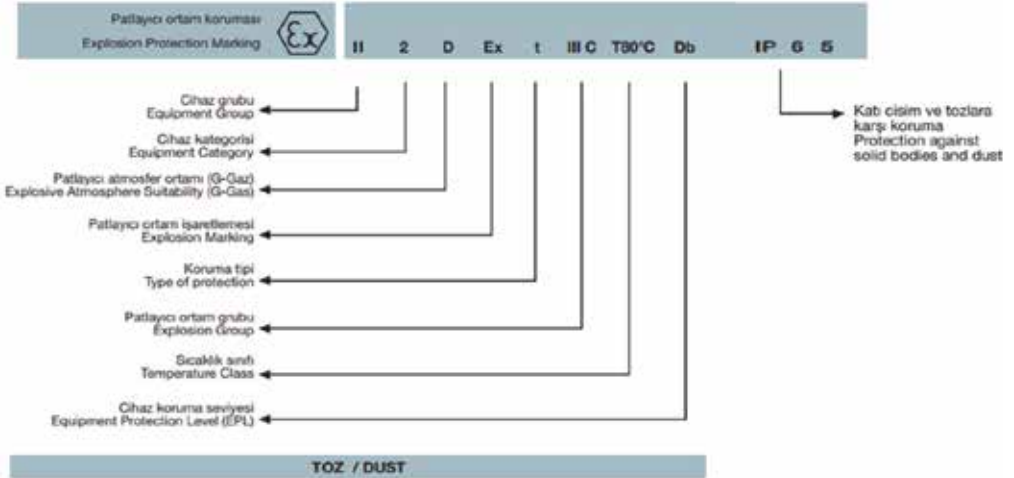 Patlayıcı ortam koruması
Explosion Protection Marking
Ex II 2 D Ex t III C T80°C Db IP 6 5
Cihaz grubu
Equipment Group
Cihaz kategorisi
Equipment Category
Patlayıcı atmosfer ortamı (G-Gaz)
Explosive Atmosphere Suitability (G-Gas)
Patlayıcı ortam işaretlemesi
Explosion Marking
Koruma tipi
Type of protection
Patlayıcı ortam grubu
Explosion Group
Sıcaklık sınıfı
Temperature Class
Cihaz koruma seviyesi
Equipment Protection Level (EPL)
Katı cisim ve tozlara
karşı koruma
Protection against
solid bodies and dust
TOZ / DUST